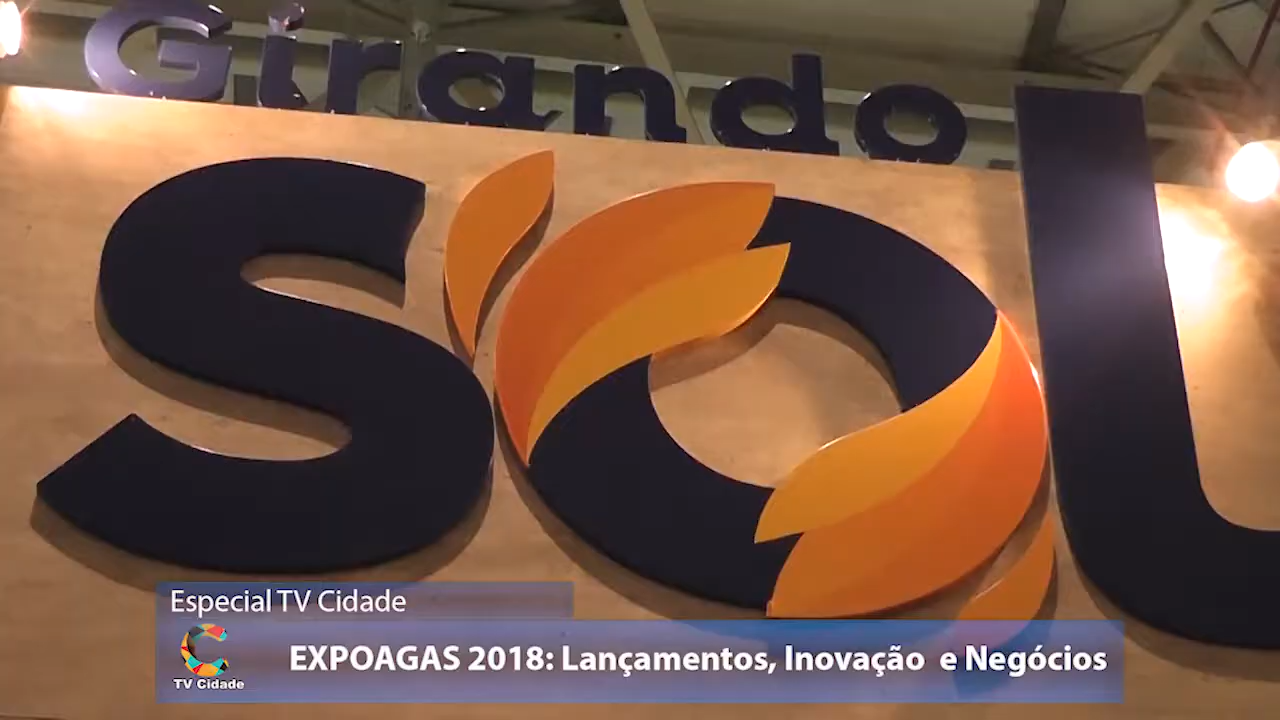 Girando
SOL
Especial TV Cidade
EXPOAGAS 2018: Lançamentos, Inovação e Negócios
TV Cidade